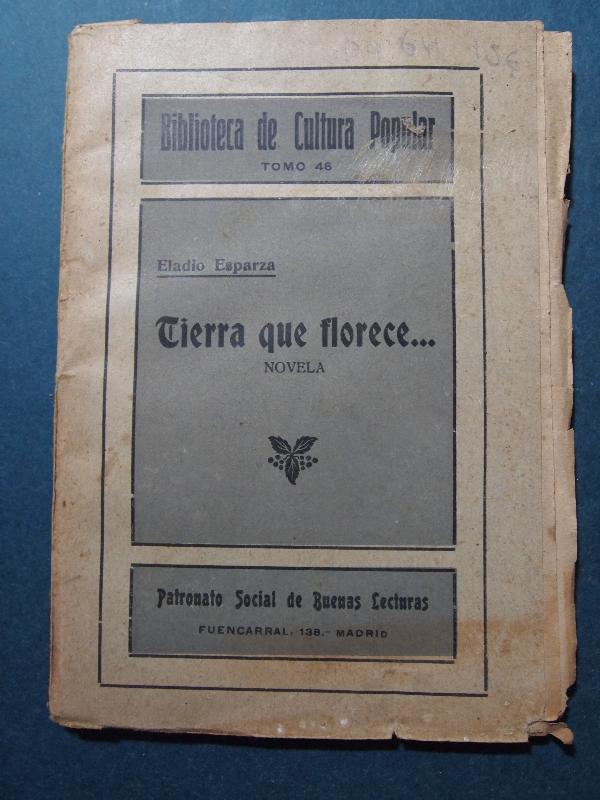 Biblioteca de Cultura Popular
TOMO 46
Eladio Esparza
Tierra que florece...
NOVELA
Patronato Social de Buenas Lecturas
FUENCARRAL, 138.- MADRID